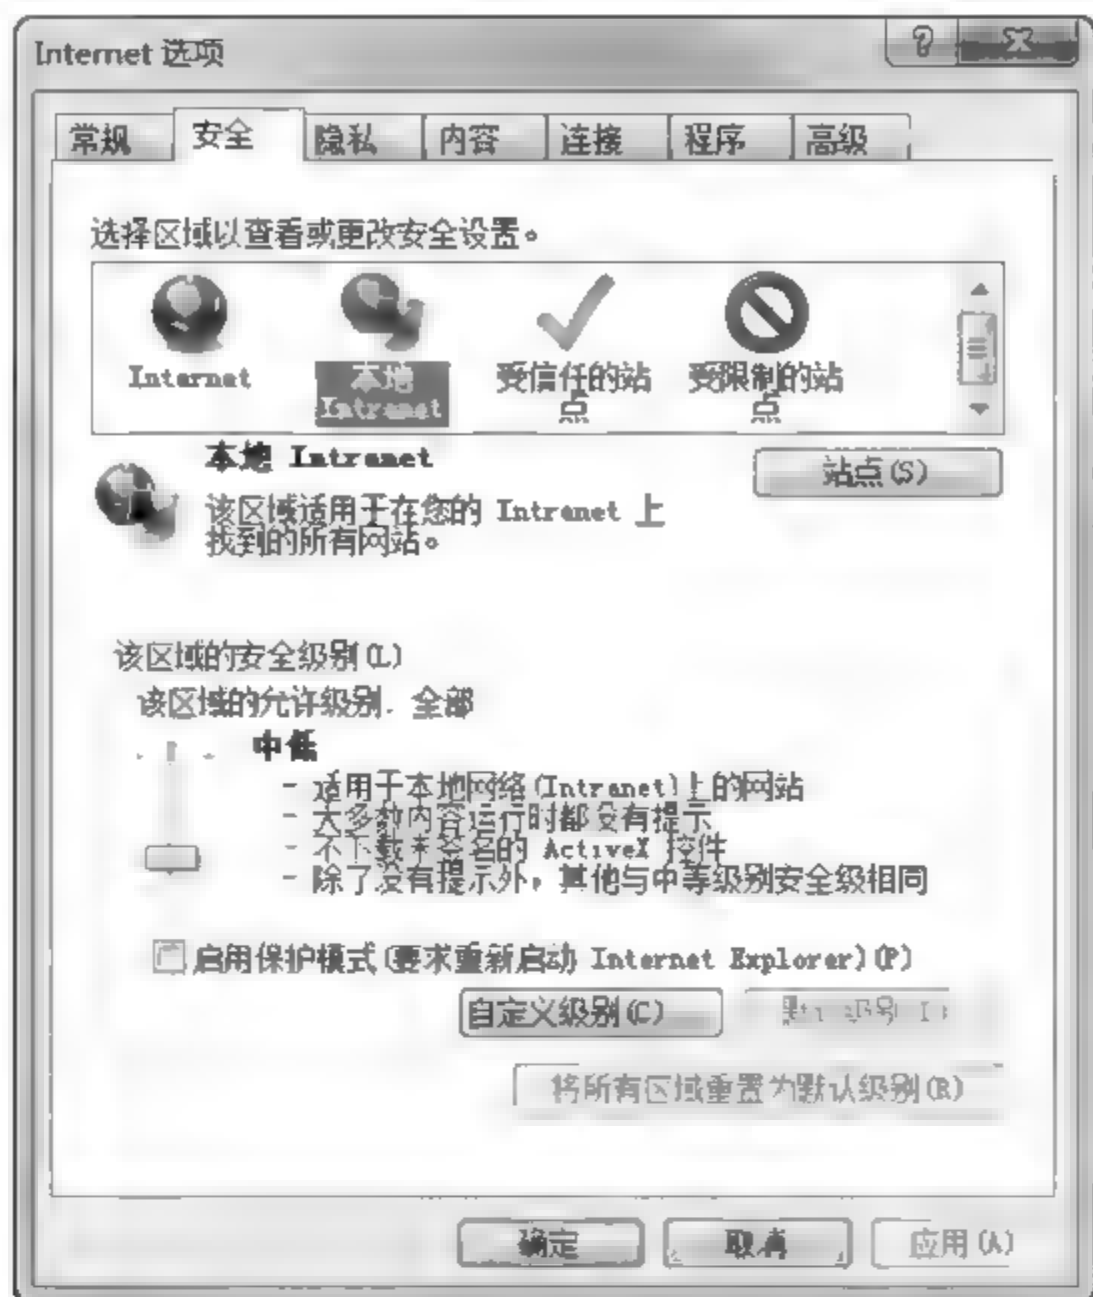 Internet 选项
常规 安全 隐私 内容 连接 程序 高级
选择区域以查看或更改安全设置。
Internet
本地
Intranet
受信任的站
点
受限制的站
点
本地 Intranet
站点(S)
该区域适用于在您的 Intranet 上
找到的所有网站。
该区域的安全级别(L)
该区域的允许级别: 全部
中低
- 适用于本地网络(Intranet)上的网站
- 大多数内容运行时都没有提示
- 不下载未签名的 ActiveX 控件
- 除了没有提示外，其他与中等级别安全级相同
启用保护模式(要求重新启动 Internet Explorer)(P)
自定义级别(C)
将所有区域重置为默认级别(R)
确定 取消 应用(A)